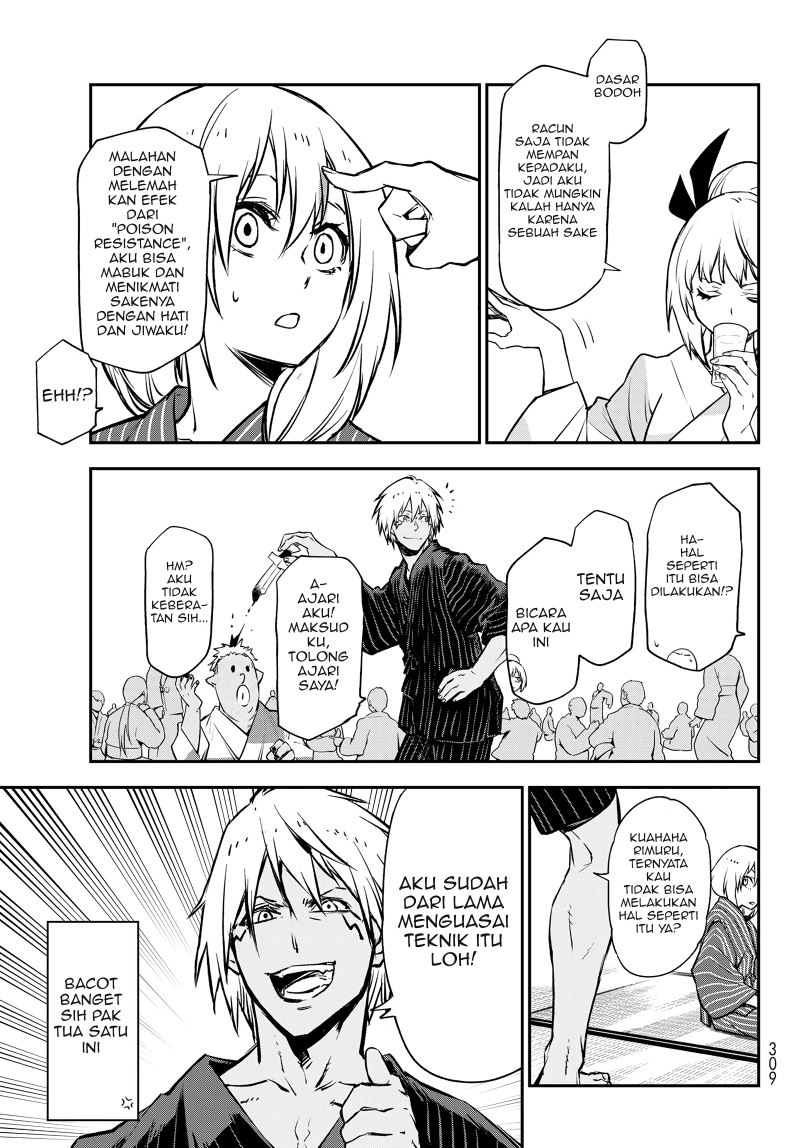 DASAR
BODOH
RACUN
SAJA TIDAK
MEMPAN
KEPADAKU,
JADI AKU
TIDAK MUNGKIN
KALAH HANYA
KARENA
SEBUAH SAKE
MALAHAN
DENGAN
MELEMAH
KAN EFEK
DARI
"POISON
RESISTANCE",
AKU BISA
MABUK DAN
MENIKMATI
SAKENYA
DENGAN HATI
DAN JIWAKU!
EHH!?
HA-
HAL
SEPERTI
ITU BISA
DILAKUKAN!?
TENTU
SAJA
BICARA
APA KAU
INI
A-
AJARI
AKU!
MAKSUD
KU,
TOLONG
AJARI
SAYA!
HM?
AKU
TIDAK
KEBERA-
TAN SIH...
KUAHAHA
RIMURU,
TERNYATA
KAU
TIDAK BISA
MELAKUKAN
HAL SEPERTI
ITU YA?
AKU SUDAH
DARI LAMA
MENGUASAI
TEKNIK ITU
LOH!
BACOT
BANGET
SIH PAK
TUA SATU
INI
309